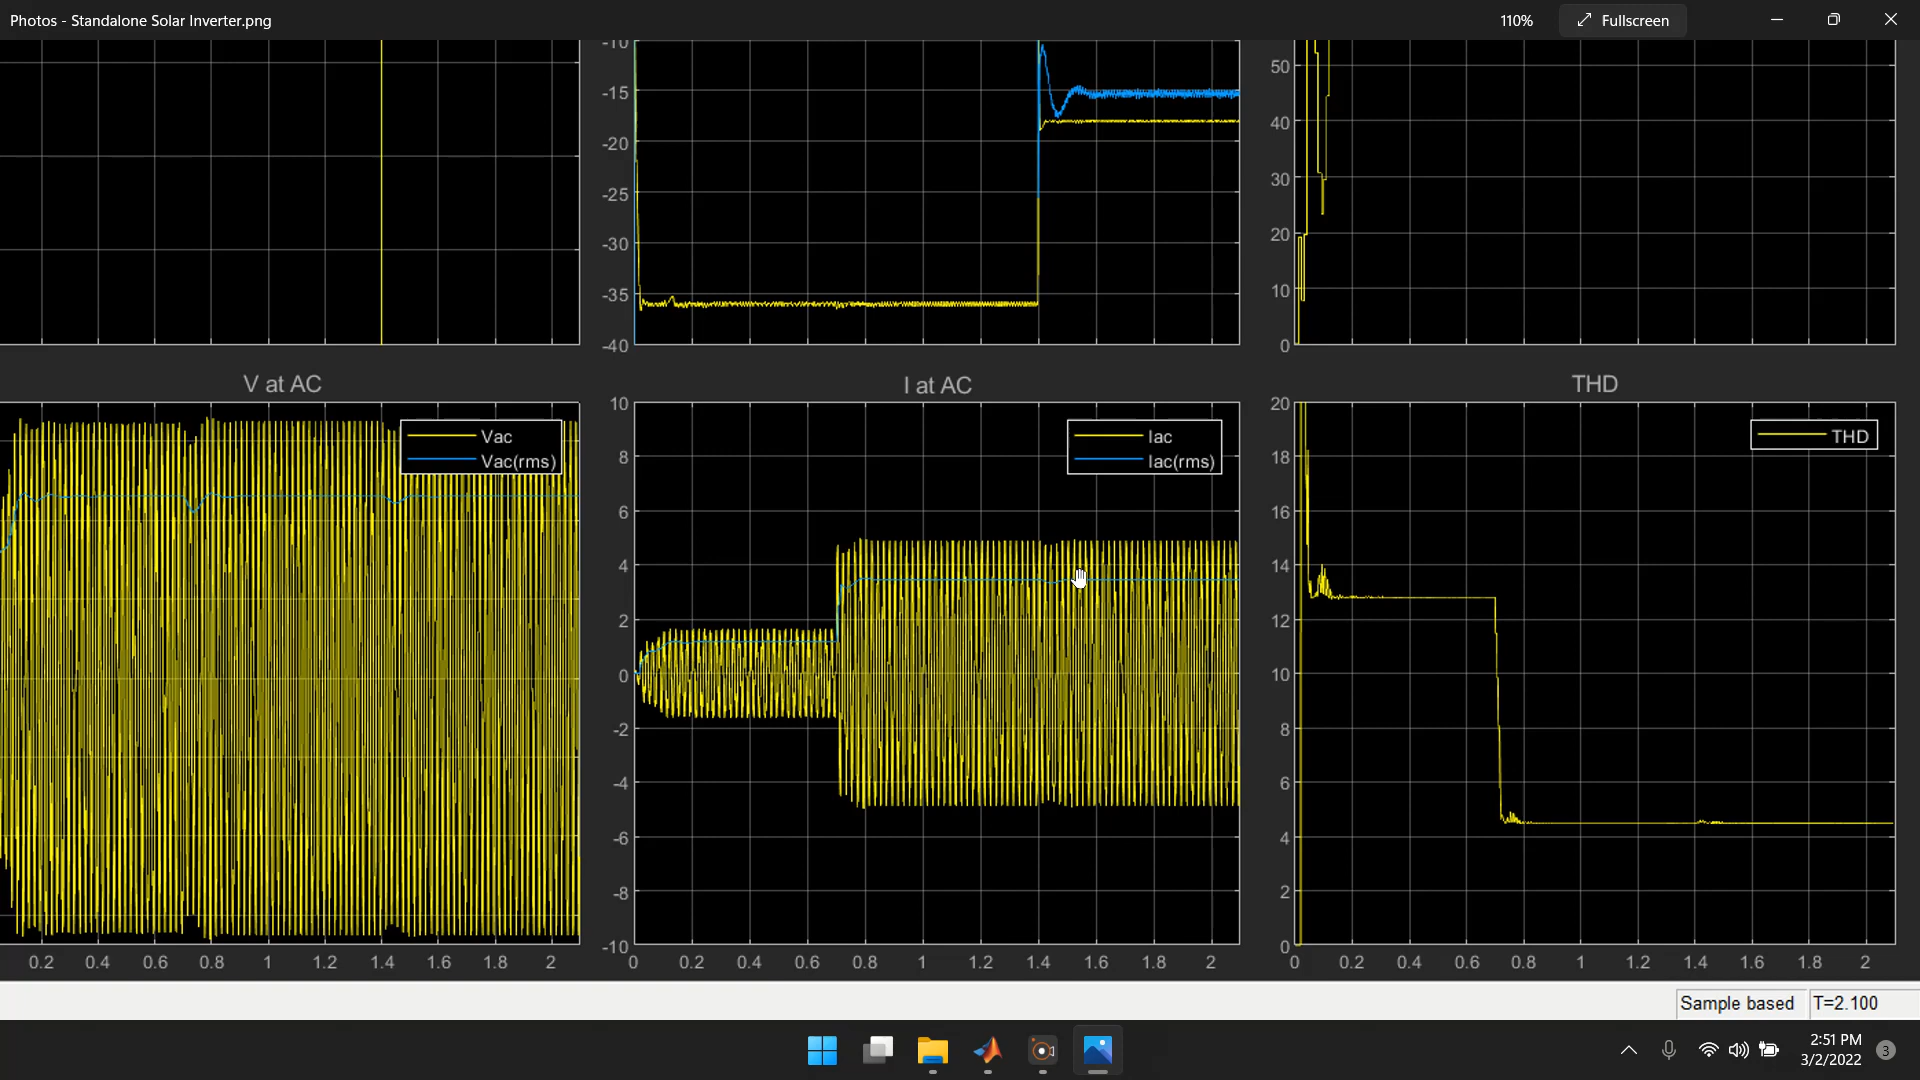 Photos - Standalone Solar Inverter.png
110%
Fullscreen
-10
-15
-20
-25
-30
-35
-40
50
40
30
20
10
0
V at AC
Vac
Vac(rms)
0.2 0.4 0.6 0.8 1 1.2 1.4 1.6 1.8 2
I at AC
Iac
Iac(rms)
10
8
6
4
2
0
-2
-4
-6
-8
-10
0 0.2 0.4 0.6 0.8 1 1.2 1.4 1.6 1.8 2
THD
THD
20
18
16
14
12
10
8
6
4
2
0
0 0.2 0.4 0.6 0.8 1 1.2 1.4 1.6 1.8 2
Sample based
T=2.100
2:51 PM
3/2/2022
3